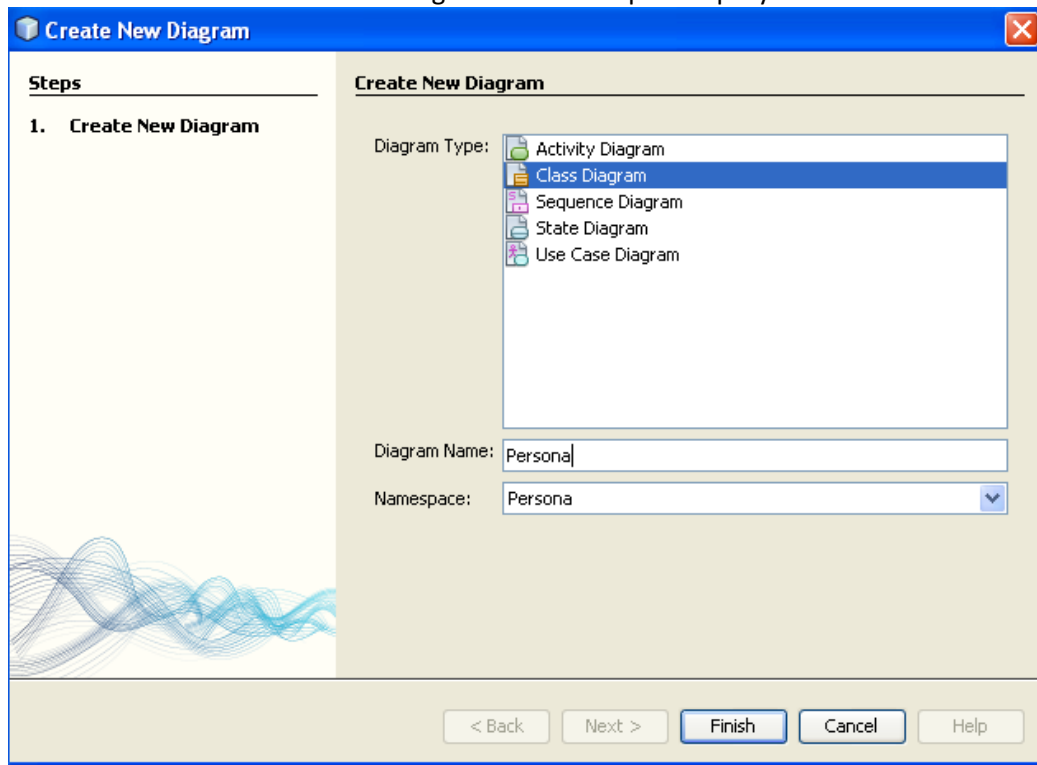 Create New Diagram
Steps
1. Create New Diagram
Create New Diagram
Diagram Type:
Activity Diagram
Class Diagram
Sequence Diagram
State Diagram
Use Case Diagram
Diagram Name: Persona
Namespace: Persona
< Back Next > Finish Cancel Help